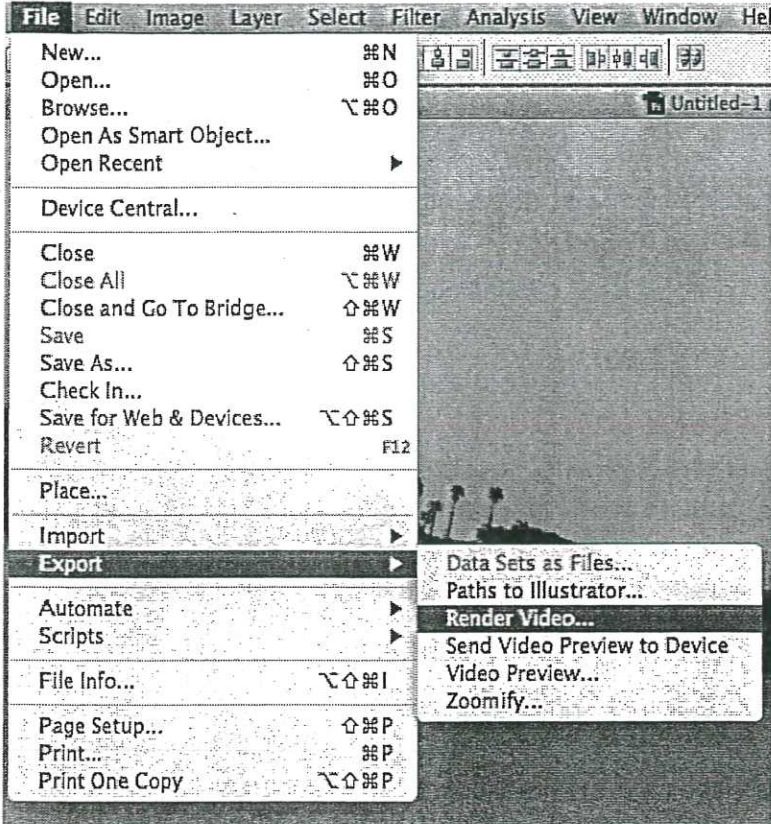 File Edit Image Layer Select Filter Analysis View Window Hel
New... ⌘N
Open... ⌘O
Browse... ⌥⌘O
Open As Smart Object...
Open Recent ▶
Untitled-1
Device Central...
Close ⌘W
Close All ⌥⌘W
Close and Go To Bridge... ⇧⌘W
Save ⌘S
Save As... ⇧⌘S
Check In...
Save for Web & Devices... ⌥⇧⌘S
Revert F12
Place...
Import ▶
Export ▶
Data Sets as Files...
Paths to Illustrator...
Render Video...
Send Video Preview to Device
Video Preview...
Zoomify...
Automate ▶
Scripts ▶
File Info... ⌥⇧⌘I
Page Setup... ⇧⌘P
Print... ⌘P
Print One Copy ⌥⇧⌘P